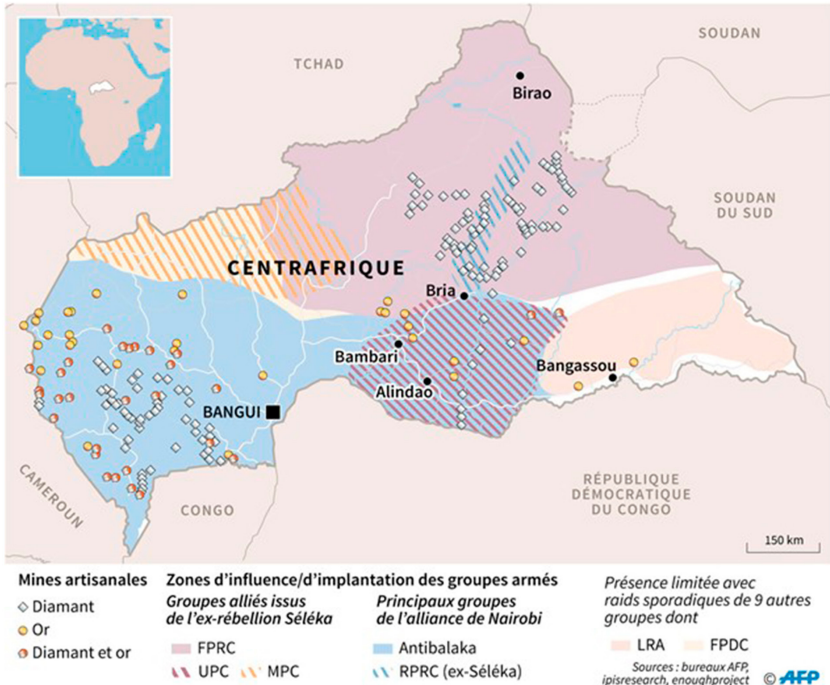 SOUDAN
TCHAD
Birao
SOUDAN
DU SUD
CENTRAFRIQUE
Bria
Bambari
Bangassou
Alindao
BANGUI
CAMEROUN
CONGO
RÉPUBLIQUE
DÉMOCRATIQUE
DU CONGO
150 km
Mines artisanales
Diamant
Or
Diamant et or
Zones d'influence/d'implantation des groupes armés
Groupes alliés issus
de l'ex-rébellion Séléka
FPRC
UPC MPC
Principaux groupes
de l'alliance de Nairobi
Antibalaka
RPRC (ex-Séléka)
Présence limitée avec
raids sporadiques de 9 autres
groupes dont
LRA FPDC
Sources : bureaux AFP,
ipisresearch, enoughproject
© AFP